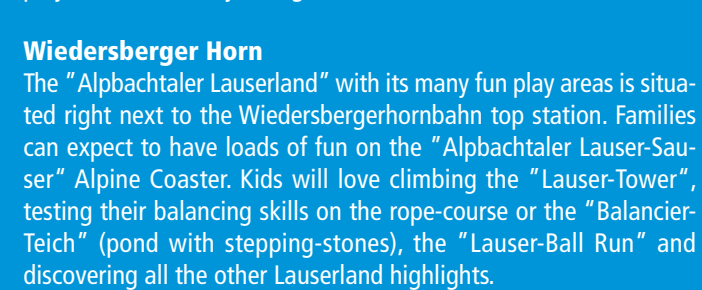 Wiedersberger Horn
The "Alpbachtaler Lauserland" with its many fun play areas is situa-
ted right next to the Wiedersbergerhornbahn top station. Families
can expect to have loads of fun on the "Alpbachtaler Lauser-Sau-
ser“ Alpine Coaster. Kids will love climbing the "Lauser-Tower“,
testing their balancing skills on the rope-course or the "Balancier-
Teich" (pond with stepping-stones), the "Lauser-Ball Run" and
discovering all the other Lauserland highlights.